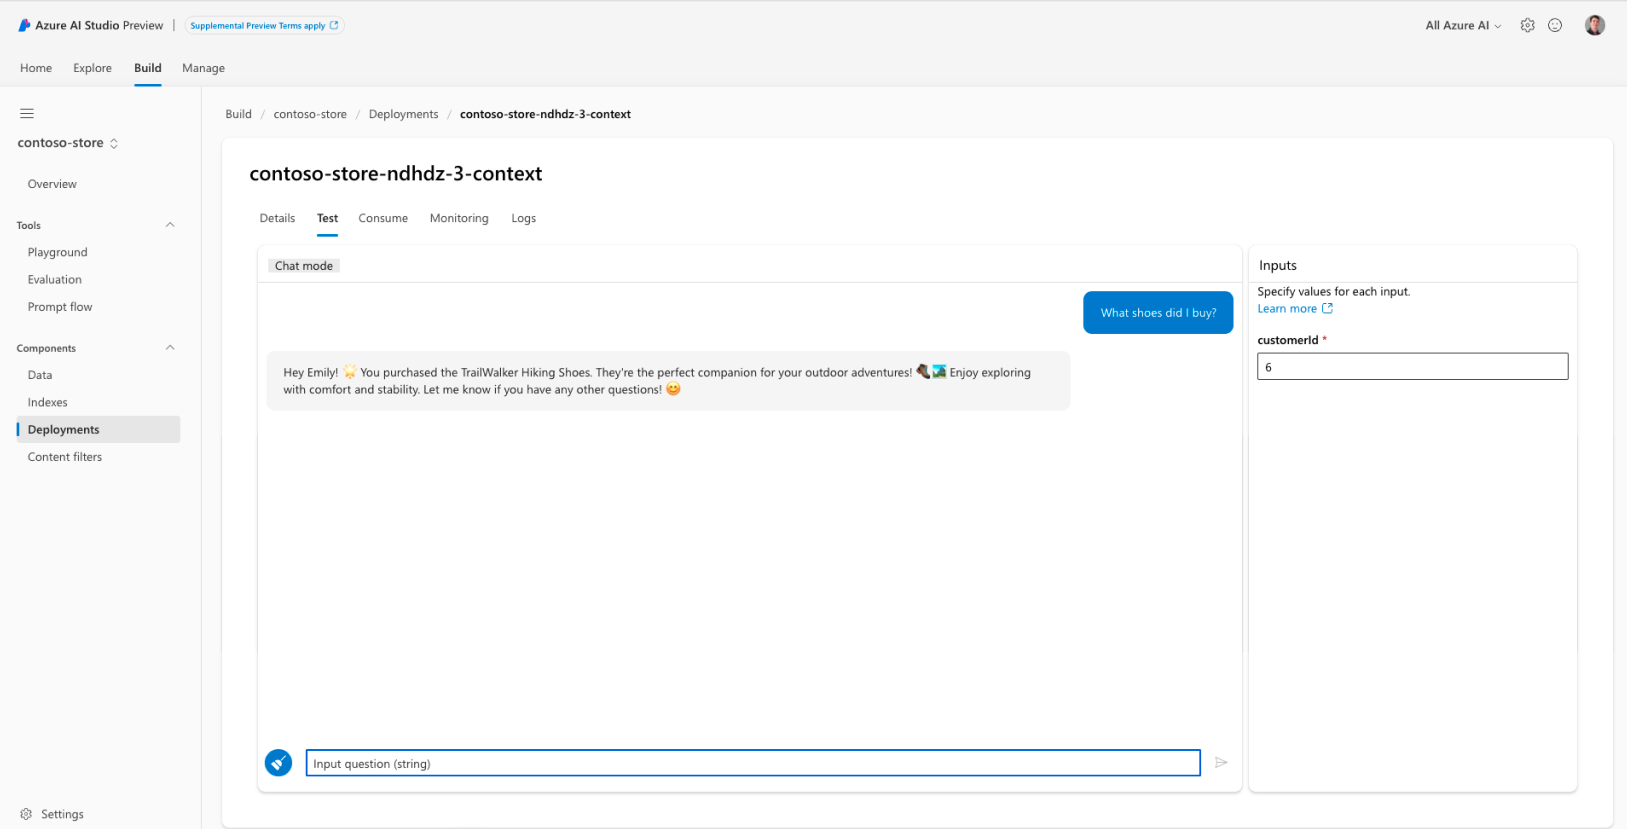 Azure AI Studio Preview | Supplemental Preview Terms apply
All Azure AI
Home Explore Build Manage
contoso-store
Overview
Tools
Playground
Evaluation
Prompt flow
Components
Data
Indexes
Deployments
Content filters
Settings
Build / contoso-store / Deployments / contoso-store-ndhdz-3-context
contoso-store-ndhdz-3-context
Details Test Consume Monitoring Logs
Chat mode
What shoes did I buy?
Hey Emily! 🌟 You purchased the TrailWalker Hiking Shoes. They're the perfect companion for your outdoor adventures! 🥾🏞️ Enjoy exploring
with comfort and stability. Let me know if you have any other questions! 😊
Input question (string)
Inputs
Specify values for each input.
Learn more
customerId *
6